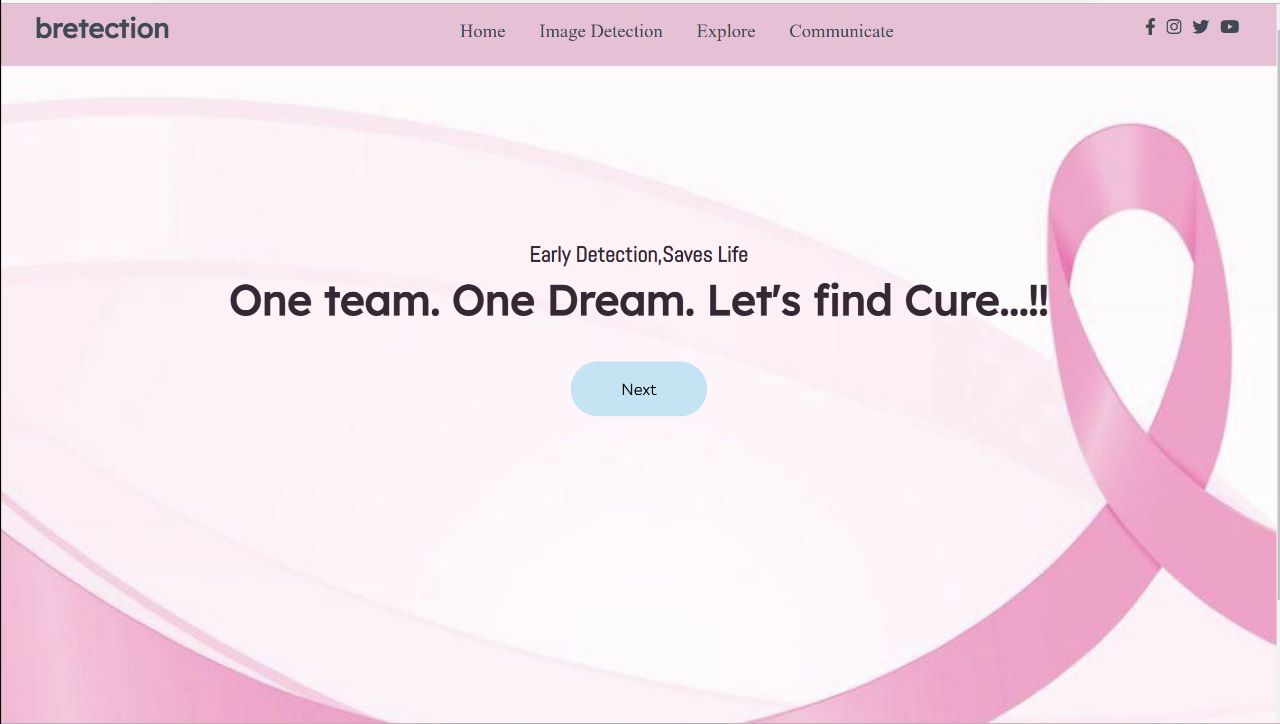 bretection
Home Image Detection Explore Communicate
Early Detection,Saves Life
One team. One Dream. Let's find Cure...!!
Next